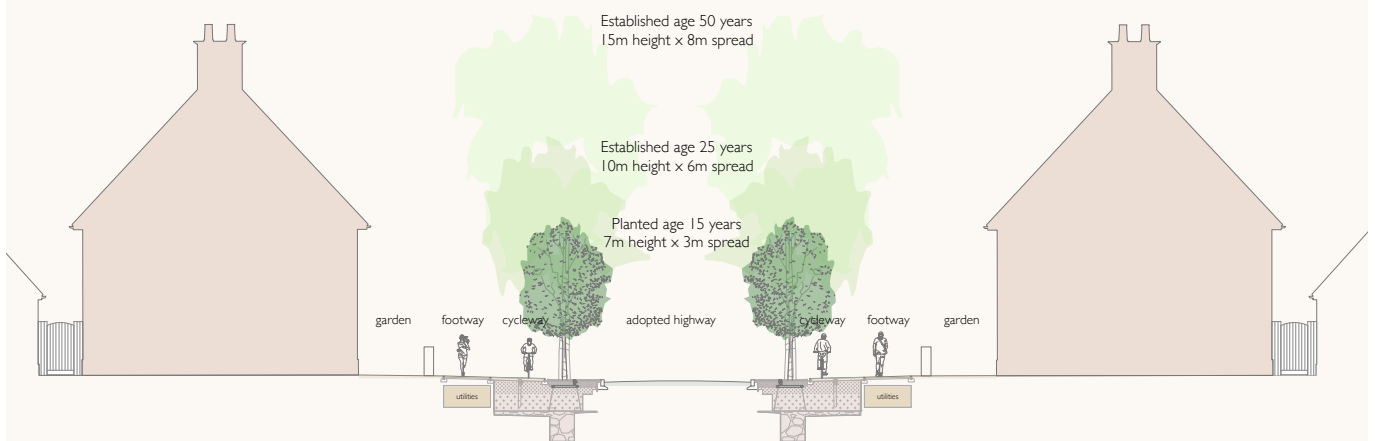 Established age 50 years
15m height x 8m spread
Established age 25 years
10m height x 6m spread
Planted age 15 years
7m height x 3m spread
garden
footway
cycleway
adopted highway
cycleway
footway
garden
utilities
utilities